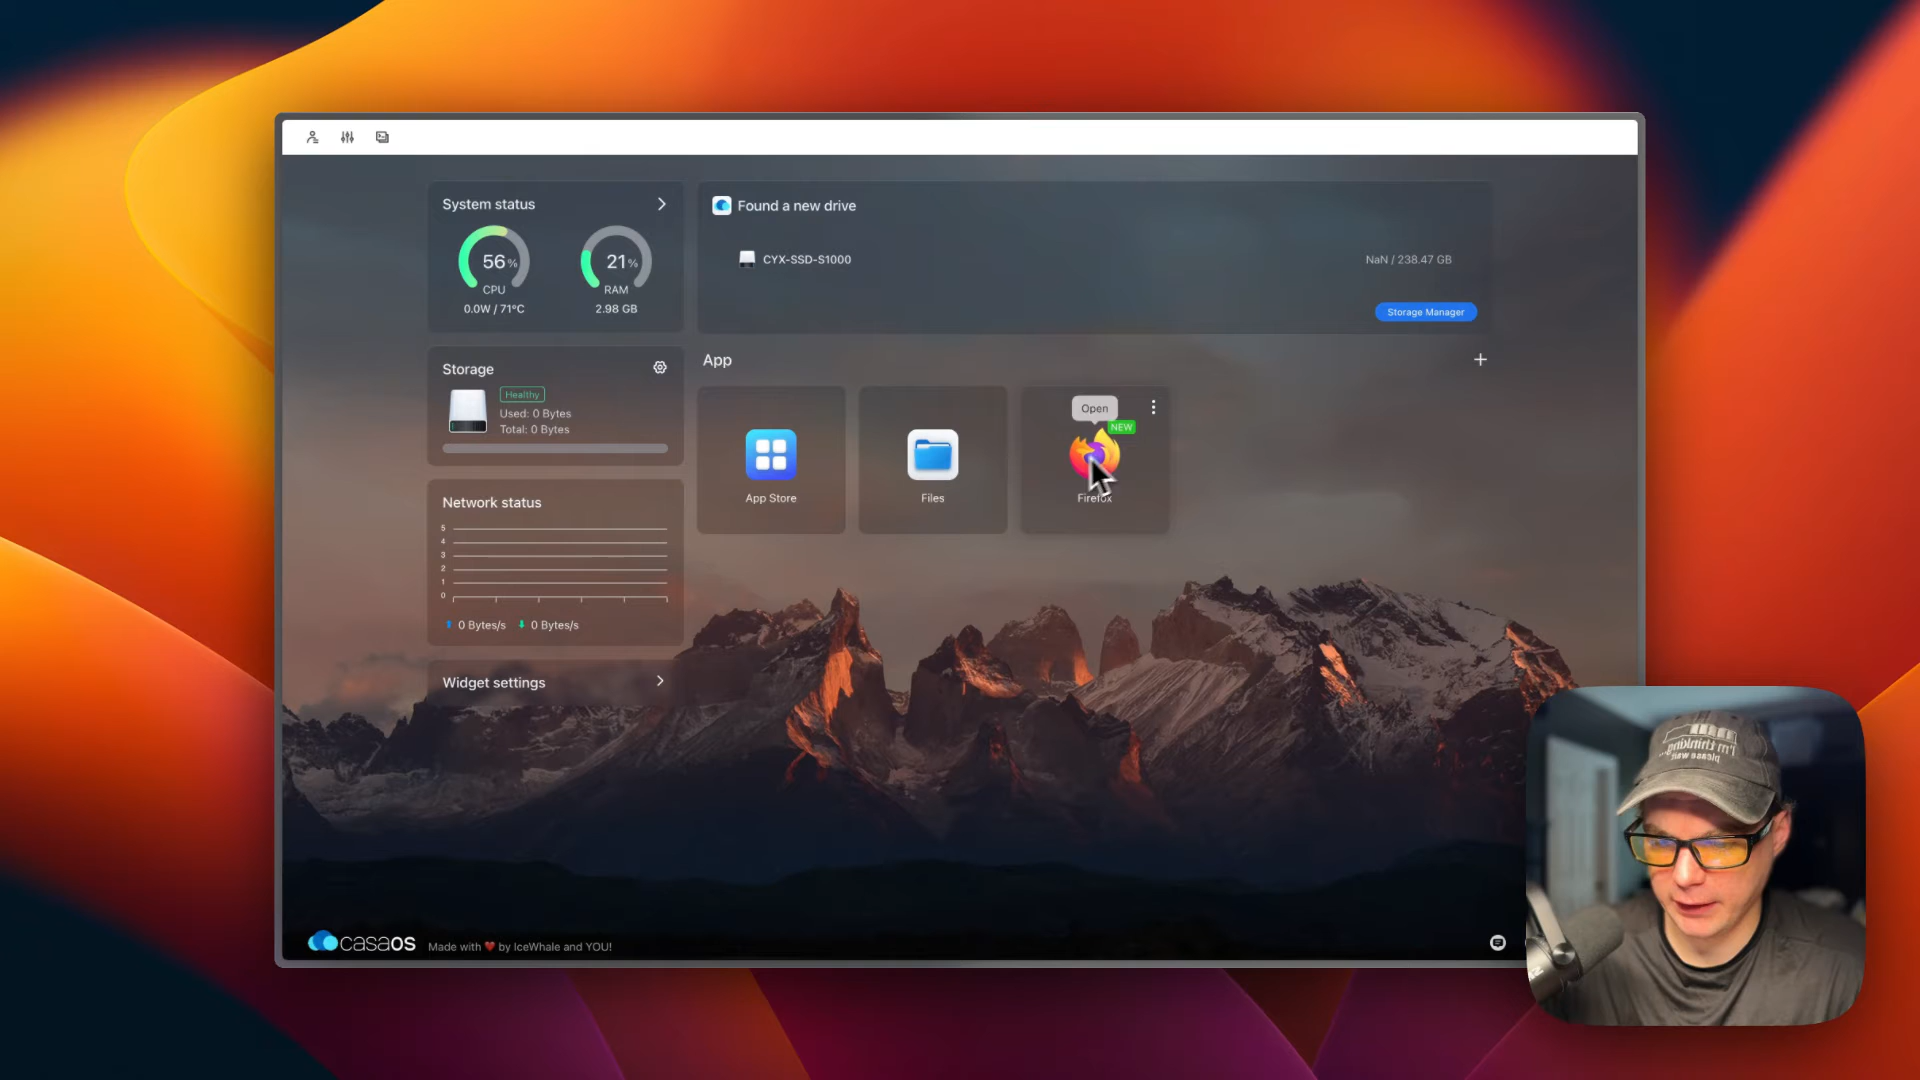 System status
56%
CPU
0.0W / 71°C
21%
RAM
2.98 GB
Found a new drive
CYX-SSD-S1000
NaN / 238.47 GB
Storage Manager
Storage
Healthy
Used: 0 Bytes
Total: 0 Bytes
App
App Store
Files
Open
NEW
Firefox
Network status
5
4
3
2
1
0
0 Bytes/s
0 Bytes/s
Widget settings
casaOS
Made with ❤ by IceWhale and YOU!
I'm thinking...
please wait